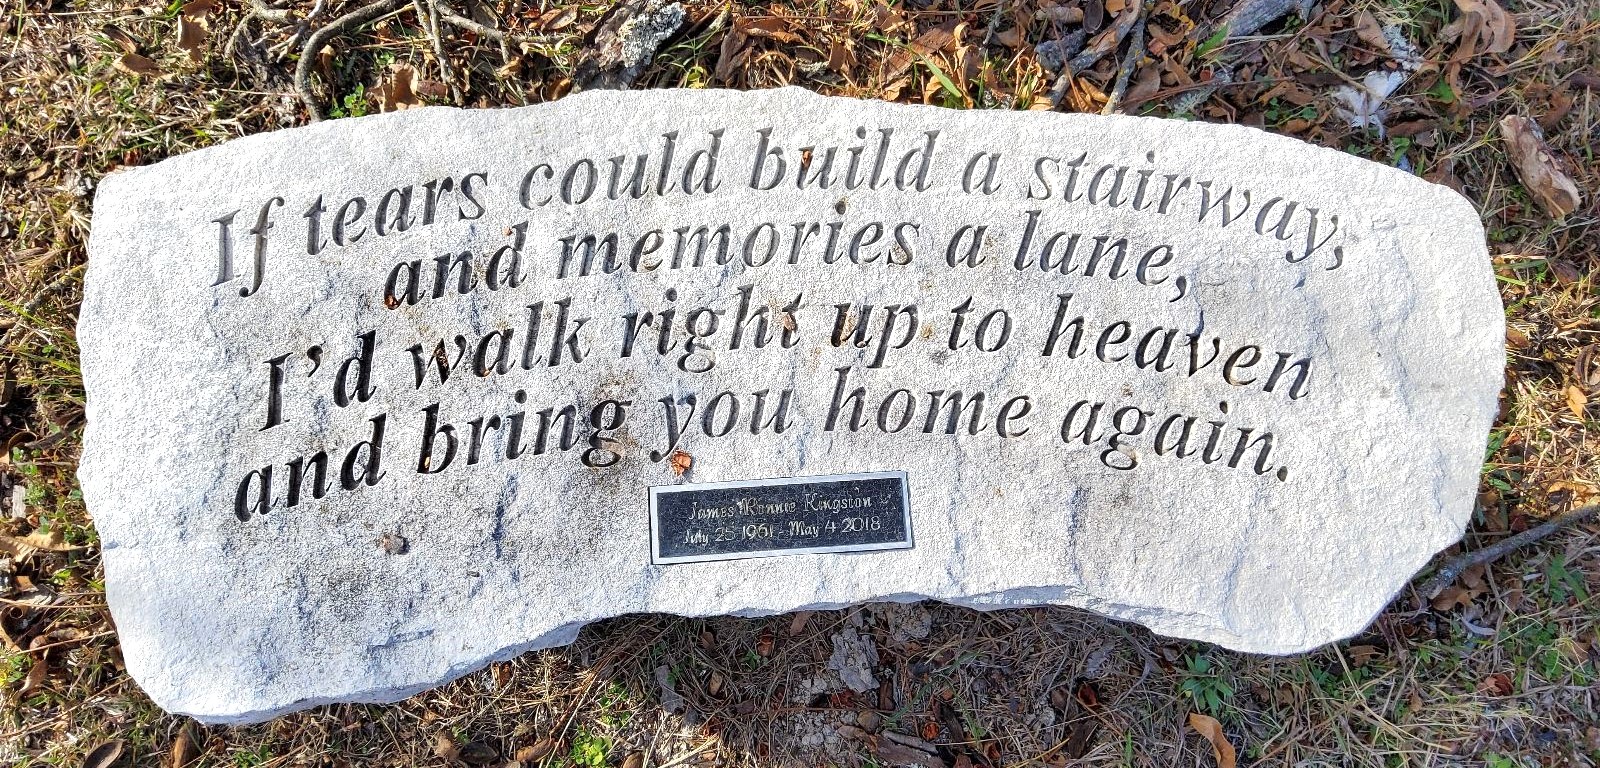 If tears could build a stairway,
and memories a lane,
I'd walk right up to heaven
and bring you home again.
James Ronnie Kingston
July 25 1961 - May 4 2018